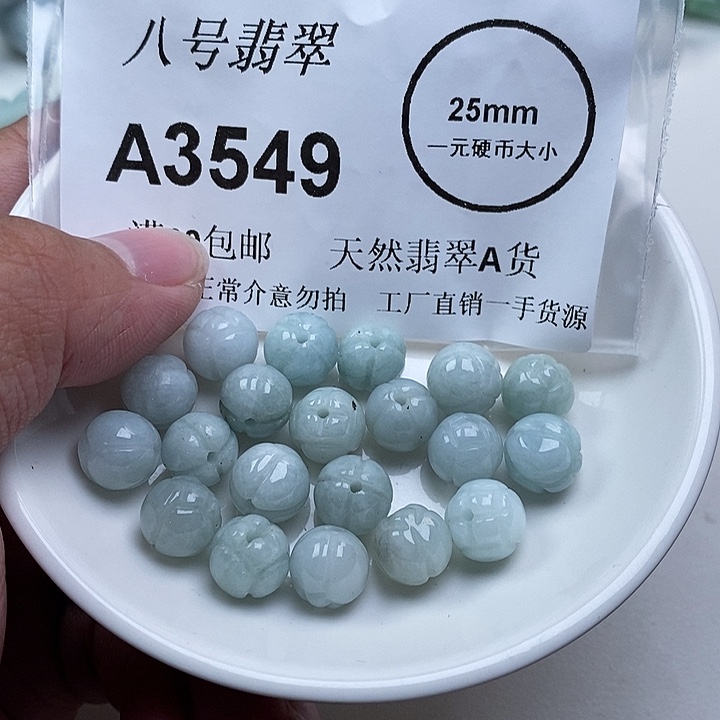 八号翡翠
A3549
25mm
一元硬币大小
包邮 天然翡翠A货
正常介意勿拍 工厂直销一手货源